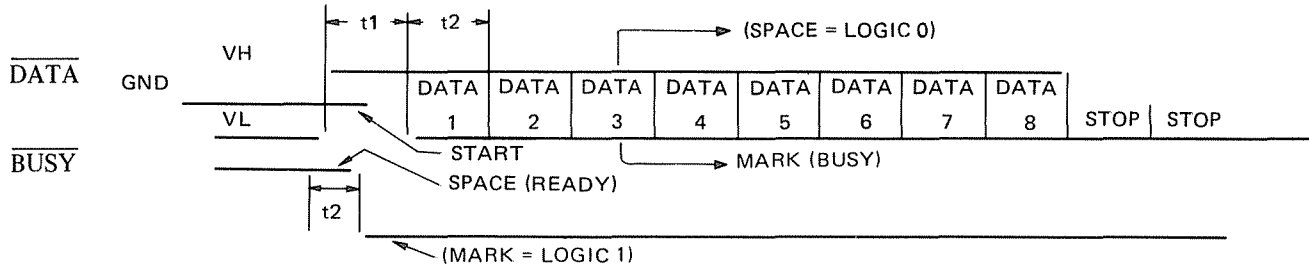 t1 t2 (SPACE = LOGIC 0)
VH
DATA
GND
DATA DATA DATA DATA DATA DATA DATA DATA
VL 1 2 3 4 5 6 7 8 STOP STOP
BUSY
START MARK (BUSY)
SPACE (READY)
t2
(MARK = LOGIC 1)